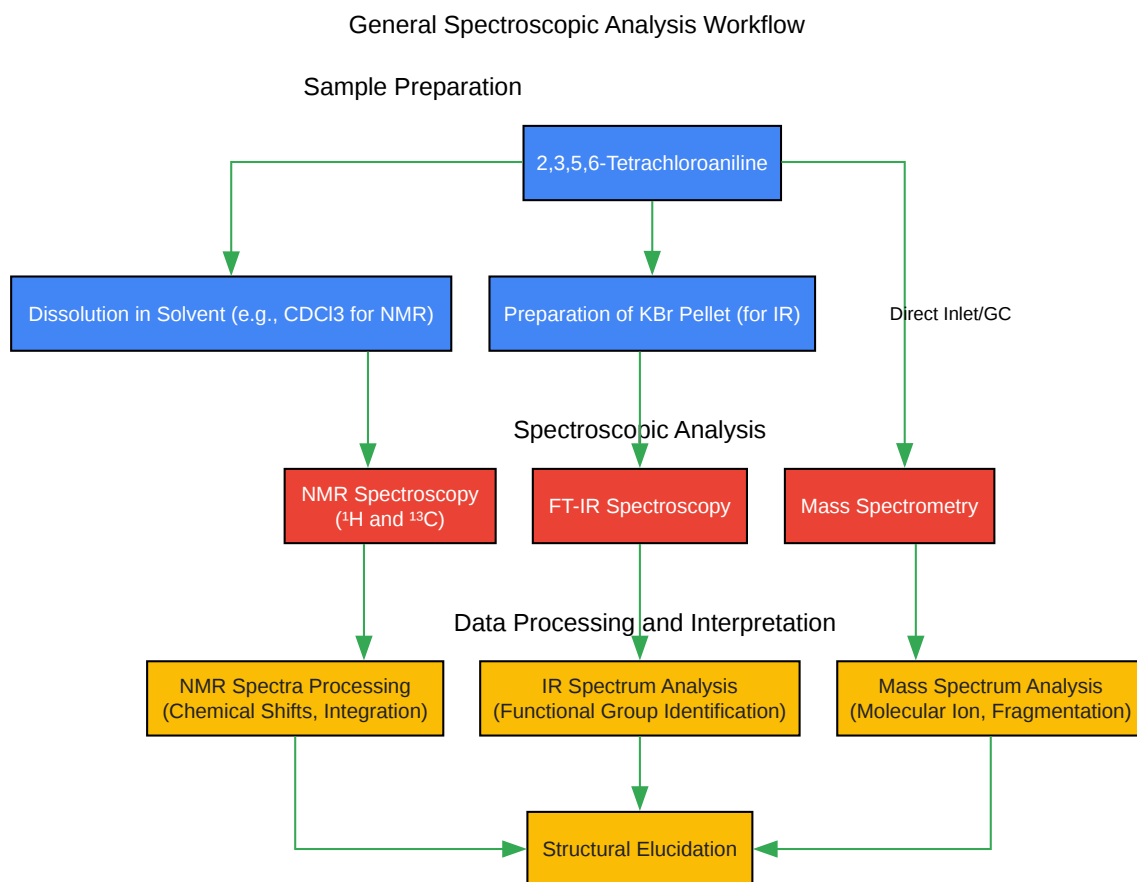 General Spectroscopic Analysis Workflow
Sample Preparation
2,3,5,6-Tetrachloroaniline
Dissolution in Solvent (e.g., CDCl3 for NMR)
Preparation of KBr Pellet (for IR)
Direct Inlet/GC
Spectroscopic Analysis
NMR Spectroscopy
(¹H and ¹³C)
FT-IR Spectroscopy
Mass Spectrometry
Data Processing and Interpretation
NMR Spectra Processing
(Chemical Shifts, Integration)
IR Spectrum Analysis
(Functional Group Identification)
Mass Spectrum Analysis
(Molecular Ion, Fragmentation)
Structural Elucidation